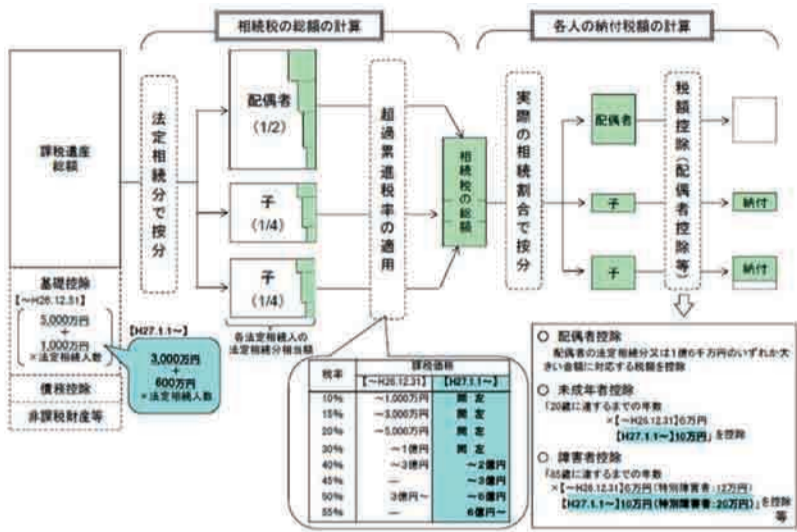 相続税の総額の計算
各人の納付税額の計算
課税遺産
総額
基礎控除
【～H26.12.31】
5,000万円
＋
1,000万円
×法定相続人数
【H27.1.1～】
3,000万円
＋
600万円
×法定相続人数
債務控除
非課税財産等
法定相続分で按分
配偶者
(1/2)
子
(1/4)
子
(1/4)
各法定相続人の
法定相続分相当額
超過累進税率の適用
相続税の総額
実際の相続割合で按分
配偶者
子
子
税額控除(配偶者控除等)
納付
納付
税率 課税価格
【～H26.12.31】 【H27.1.1～】
10% ～1,000万円 同左
15% ～3,000万円 同左
20% ～5,000万円 同左
30% ～1億円 同左
40% ～3億円 ～2億円
45% ― ～3億円
50% 3億円～ ～6億円
55% ― 6億円～
○ 配偶者控除
配偶者の法定相続分又は1億6千万円のいずれか大
きい金額に対応する税額を控除
○ 未成年者控除
「20歳に達するまでの年数
×【～H26.12.31】6万円
【H27.1.1～】10万円」を控除
○ 障害者控除
「85歳に達するまでの年数
×【～H26.12.31】6万円(特別障害者:12万円)
【H27.1.1～】10万円(特別障害者:20万円)」を控除
等